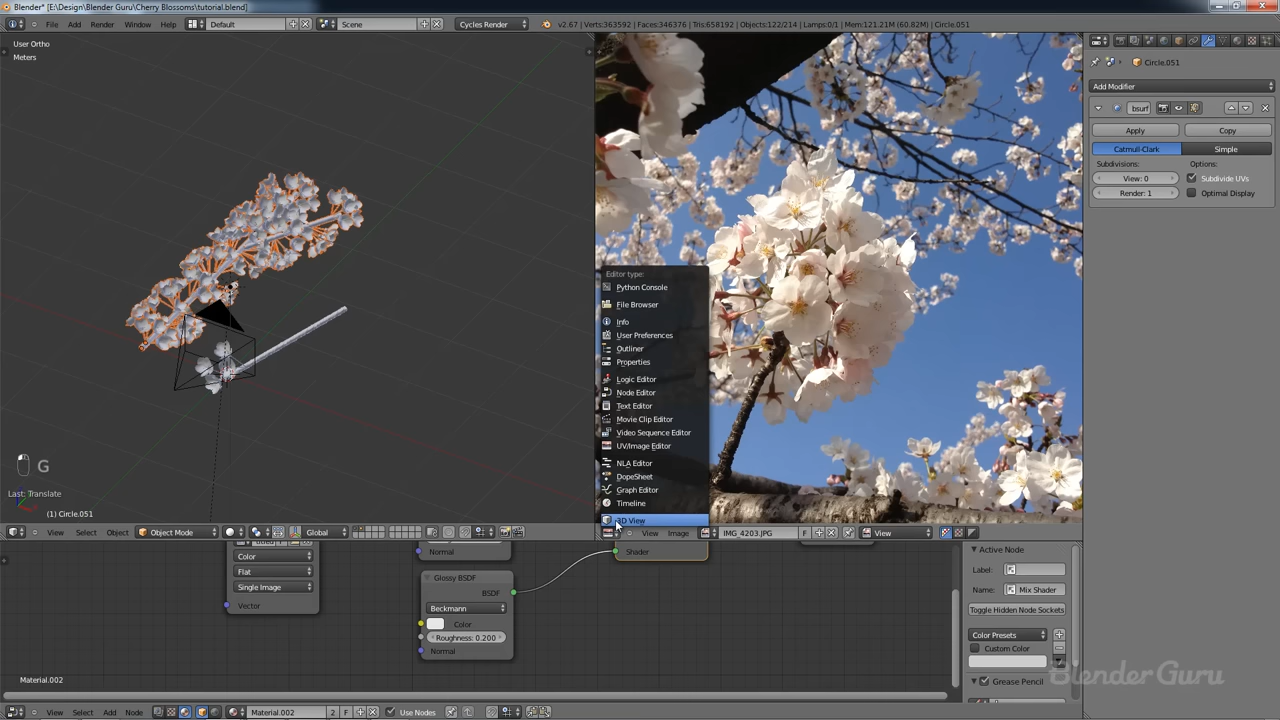 Blender* [E:\Design\Blender Guru\Cherry Blossoms\tutorial.blend]
File Add Render Window Help Default Scene Cycles Render v2.67 | Verts:363592 | Faces:346376 | Tris:658192 | Objects:122/214 | Lamps:0/1 | Mem:121.21M (60.82M) | Circle.051
User Ortho
Meters
G
Last: Translate
(1) Circle.051
View Select Add Object Object Mode Global
Editor type:
Python Console
File Browser
Info
User Preferences
Outliner
Properties
Logic Editor
Node Editor
Text Editor
Movie Clip Editor
Video Sequence Editor
UV/Image Editor
NLA Editor
DopeSheet
Graph Editor
Timeline
3D View
View Image IMG_4203.JPG F View
Circle.051
Add Modifier
bsurf
Apply Copy
Catmull-Clark Simple
Subdivisions: Options:
View: 0 Subdivide UVs
Render: 1 Optimal Display
Color
Flat
Single Image
Vector
Normal
Glossy BSDF
BSDF
Beckmann
Color
Roughness: 0.200
Normal
Shader
Active Node
Label:
Name: Mix Shader
Toggle Hidden Node Sockets
Color Presets
Custom Color
Grease Pencil
BlenderGuru
Material.002
View Select Add Node Material.002 2 F Use Nodes